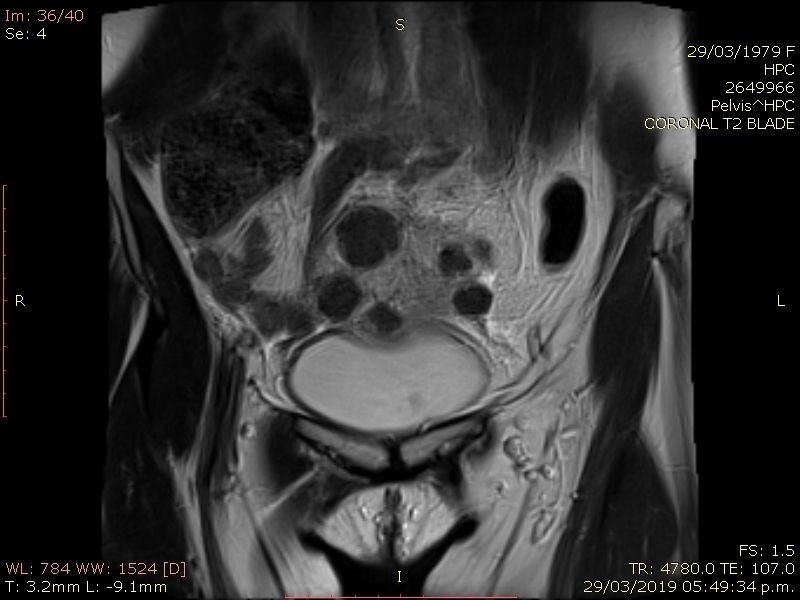 Im: 36/40
Se: 4
S
29/03/1979 F
HPC
2649966
Pelvis^HPC
CORONAL T2 BLADE
R
L
WL: 784 WW: 1524 [D]
T: 3.2mm L: -9.1mm
I
FS: 1.5
TR: 4780.0 TE: 107.0
29/03/2019 05:49:34 p.m.